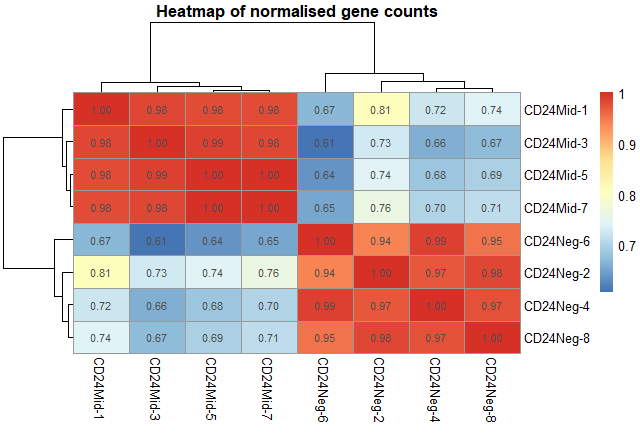 Heatmap of normalised gene counts
1.00 0.98 0.98 0.98 0.67 0.81 0.72 0.74 CD24Mid-1
0.98 1.00 0.99 0.98 0.61 0.73 0.66 0.67 CD24Mid-3
0.98 0.99 1.00 1.00 0.64 0.74 0.68 0.69 CD24Mid-5
0.98 0.98 1.00 1.00 0.65 0.76 0.70 0.71 CD24Mid-7
0.67 0.61 0.64 0.65 1.00 0.94 0.99 0.95 CD24Neg-6
0.81 0.73 0.74 0.76 0.94 1.00 0.97 0.98 CD24Neg-2
0.72 0.66 0.68 0.70 0.99 0.97 1.00 0.97 CD24Neg-4
0.74 0.67 0.69 0.71 0.95 0.98 0.97 1.00 CD24Neg-8
CD24Mid-1 CD24Mid-3 CD24Mid-5 CD24Mid-7 CD24Neg-6 CD24Neg-2 CD24Neg-4 CD24Neg-8
1
0.9
0.8
0.7